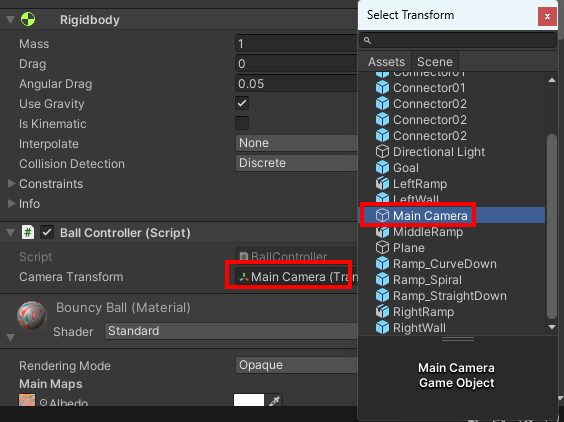 Rigidbody
Mass 1
Drag 0
Angular Drag 0.05
Use Gravity
Is Kinematic
Interpolate None
Collision Detection Discrete
Constraints
Info
# Ball Controller (Script)
Script BallController
Camera Transform Main Camera (Tran
Bouncy Ball (Material)
Shader Standard
Rendering Mode Opaque
Main Maps
Albedo
Select Transform
x
Assets Scene
Connector01
Connector01
Connector02
Connector02
Connector02
Directional Light
Goal
LeftRamp
LeftWall
Main Camera
MiddleRamp
Plane
Ramp_CurveDown
Ramp_Spiral
Ramp_StraightDown
RightRamp
RightWall
Main Camera
Game Object